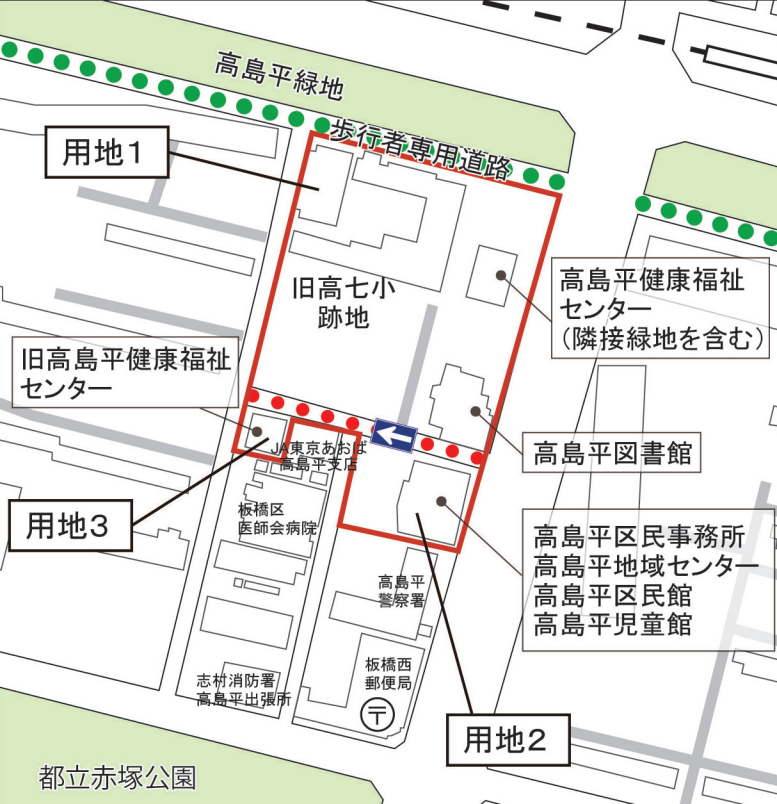 高島平緑地
歩行者専用道路
用地1
旧高七小
跡地
高島平健康福祉
センター
(隣接緑地を含む)
旧高島平健康福祉
センター
JA東京あおば
高島平支店
高島平図書館
用地3
板橋区
医師会病院
高島平区民事務所
高島平地域センター
高島平区民館
高島平児童館
高島平
警察署
板橋西
郵便局
〒
志村消防署
高島平出張所
用地2
都立赤塚公園